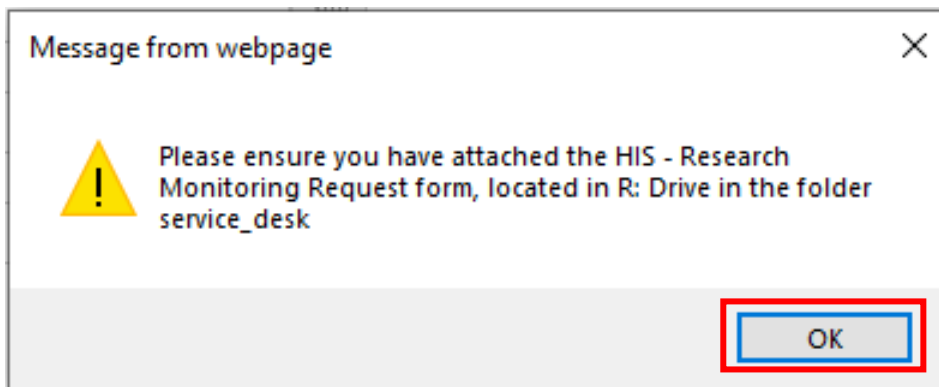 Message from webpage
Please ensure you have attached the HIS - Research
Monitoring Request form, located in R: Drive in the folder
service_desk
OK